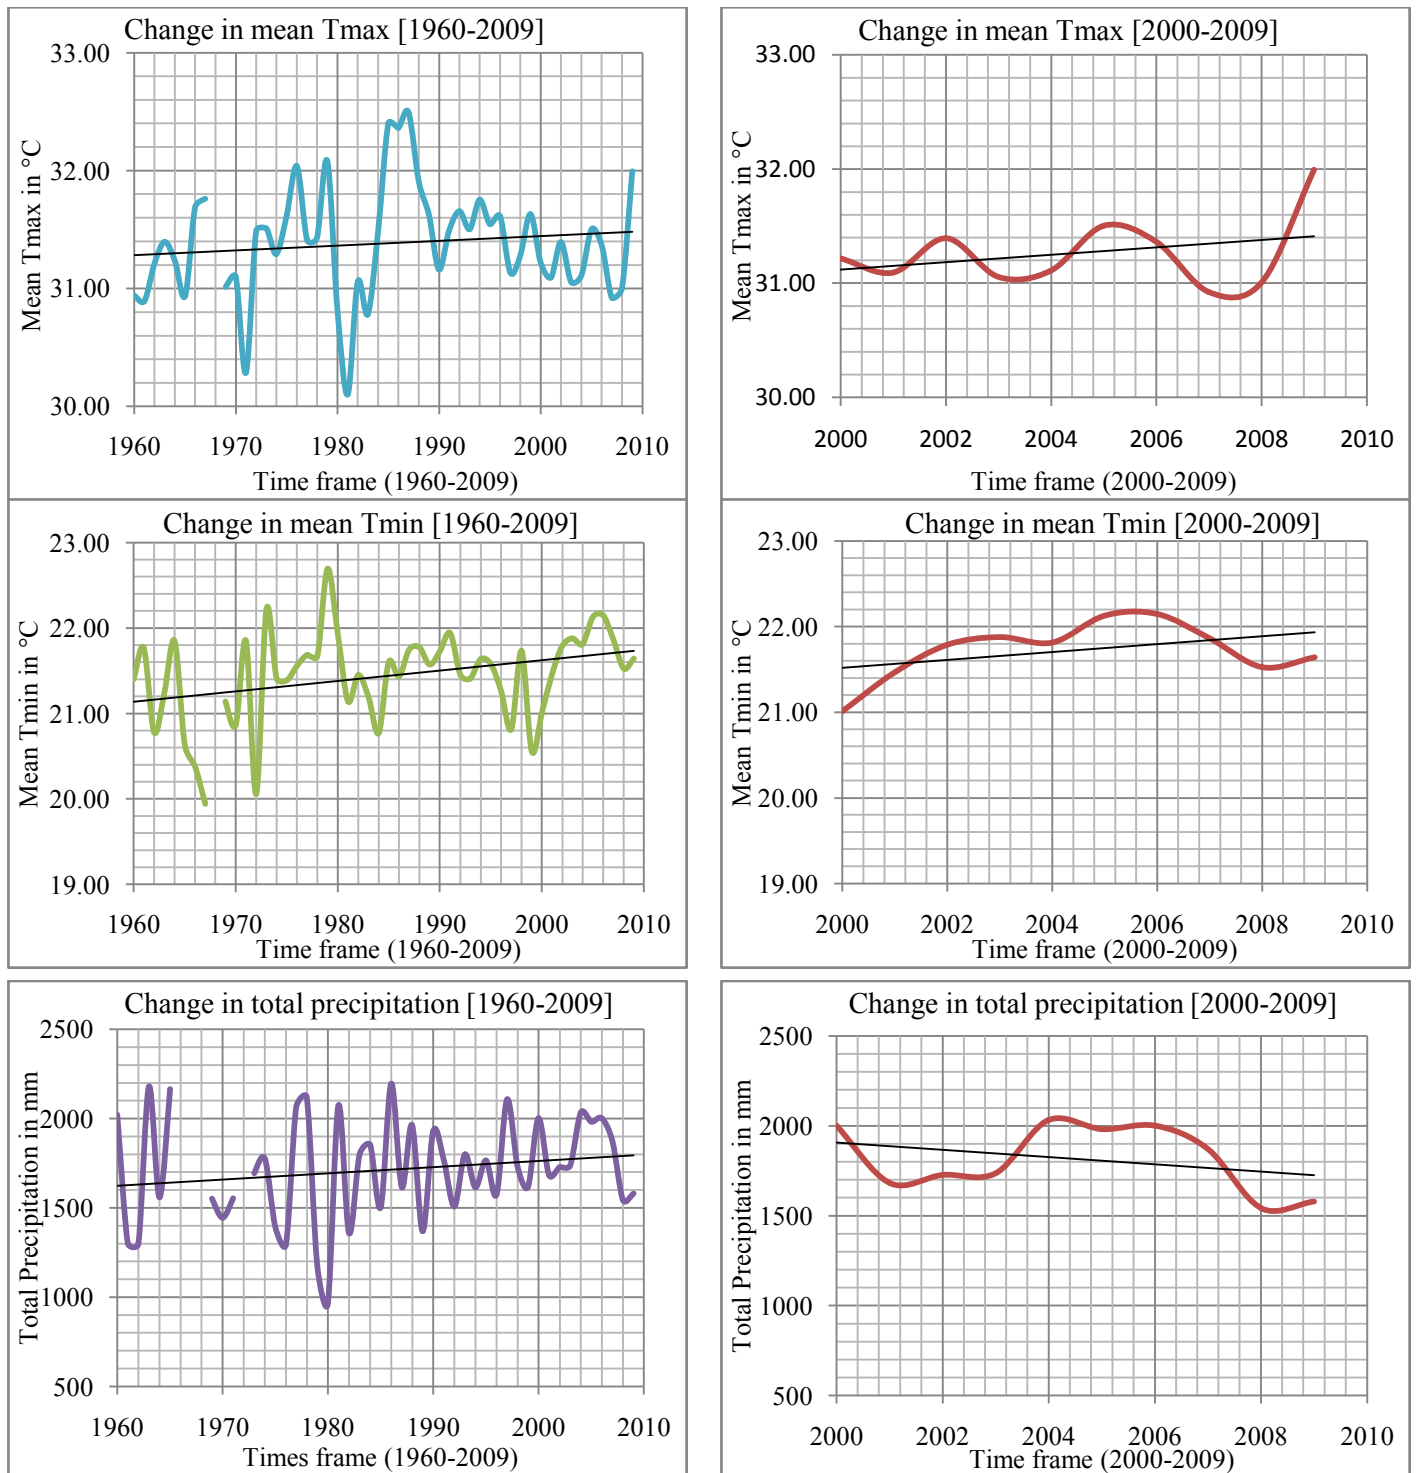 Change in mean Tmax [1960-2009]
Mean Tmax in °C
33.00
32.00
31.00
30.00
1960 1970 1980 1990 2000 2010
Time frame (1960-2009)
Change in mean Tmax [2000-2009]
Mean Tmax in °C
33.00
32.00
31.00
30.00
2000 2002 2004 2006 2008 2010
Time frame (2000-2009)
Change in mean Tmin [1960-2009]
Mean Tmin in °C
23.00
22.00
21.00
20.00
19.00
1960 1970 1980 1990 2000 2010
Time frame (1960-2009)
Change in mean Tmin [2000-2009]
Mean Tmin in °C
23.00
22.00
21.00
20.00
19.00
2000 2002 2004 2006 2008 2010
Time frame (2000-2009)
Change in total precipitation [1960-2009]
Total Precipitation in mm
2500
2000
1500
1000
500
1960 1970 1980 1990 2000 2010
Times frame (1960-2009)
Change in total precipitation [2000-2009]
Total Precipitation in mm
2500
2000
1500
1000
500
2000 2002 2004 2006 2008 2010
Time frame (2000-2009)